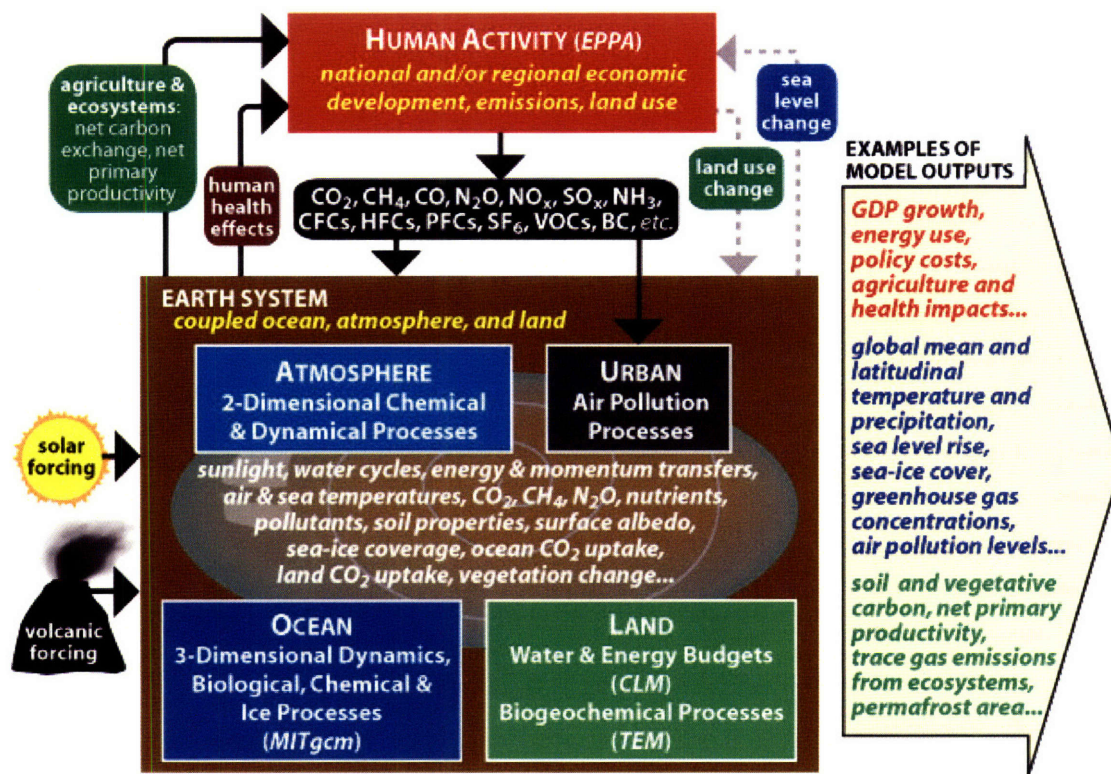 HUMAN ACTIVITY (EPPA)
national and/or regional economic
development, emissions, land use
agriculture &
ecosystems:
net carbon
exchange, net
primary
productivity
human
health
effects
sea
level
change
land use
change
CO₂, CH₄, CO, N₂O, NOₓ, SOₓ, NH₃,
CFCs, HFCs, PFCs, SF₆, VOCs, BC, etc.
EARTH SYSTEM
coupled ocean, atmosphere, and land
ATMOSPHERE
2-Dimensional Chemical
& Dynamical Processes
URBAN
Air Pollution
Processes
solar
forcing
volcanic
forcing
sunlight, water cycles, energy & momentum transfers,
air & sea temperatures, CO₂, CH₄, N₂O, nutrients,
pollutants, soil properties, surface albedo,
sea-ice coverage, ocean CO₂ uptake,
land CO₂ uptake, vegetation change...
OCEAN
3-Dimensional Dynamics,
Biological, Chemical &
Ice Processes
(MITgcm)
LAND
Water & Energy Budgets
(CLM)
Biogeochemical Processes
(TEM)
EXAMPLES OF
MODEL OUTPUTS
GDP growth,
energy use,
policy costs,
agriculture and
health impacts...
global mean and
latitudinal
temperature and
precipitation,
sea level rise,
sea-ice cover,
greenhouse gas
concentrations,
air pollution levels...
soil and vegetative
carbon, net primary
productivity,
trace gas emissions
from ecosystems,
permafrost area...